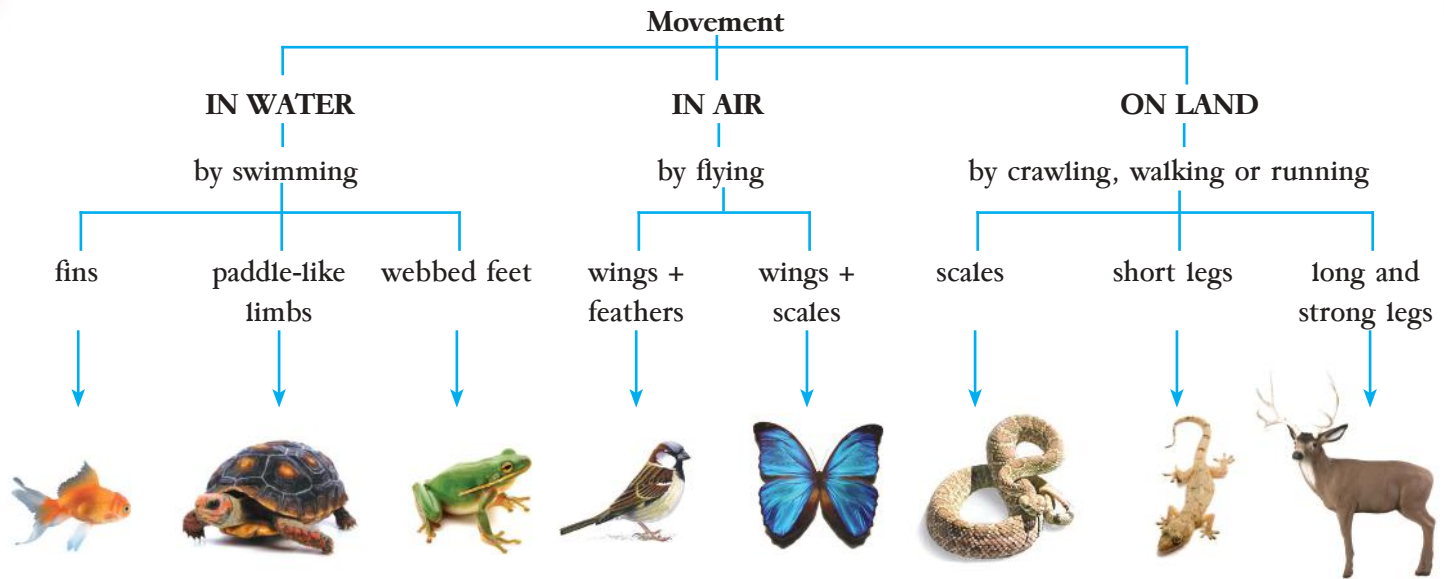 Movement
IN WATER
IN AIR
ON LAND
by swimming
by flying
by crawling, walking or running
fins
paddle-like
limbs
webbed feet
wings +
feathers
wings +
scales
scales
short legs
long and
strong legs